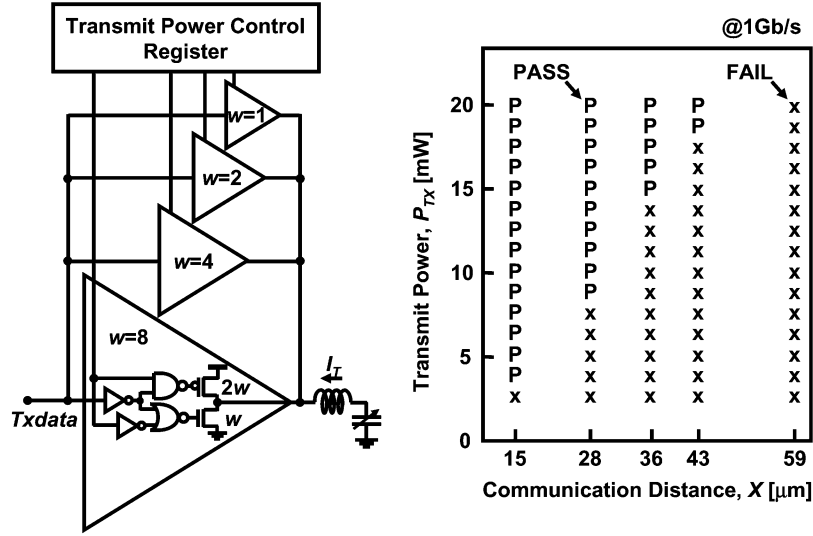 Transmit Power Control
Register
w=1
w=2
w=4
w=8
2w
w
Txdata
I_T
@1Gb/s
PASS
FAIL
20 P P P P x
P P P P x
P P P x x
P P P x x
15 P P P x x
P P x x x
P P x x x
P P x x x
10 P P x x x
P P x x x
P x x x x
P x x x x
5 P x x x x
P x x x x
x x x x x
0
15 28 36 43 59
Transmit Power, P_TX [mW]
Communication Distance, X [μm]